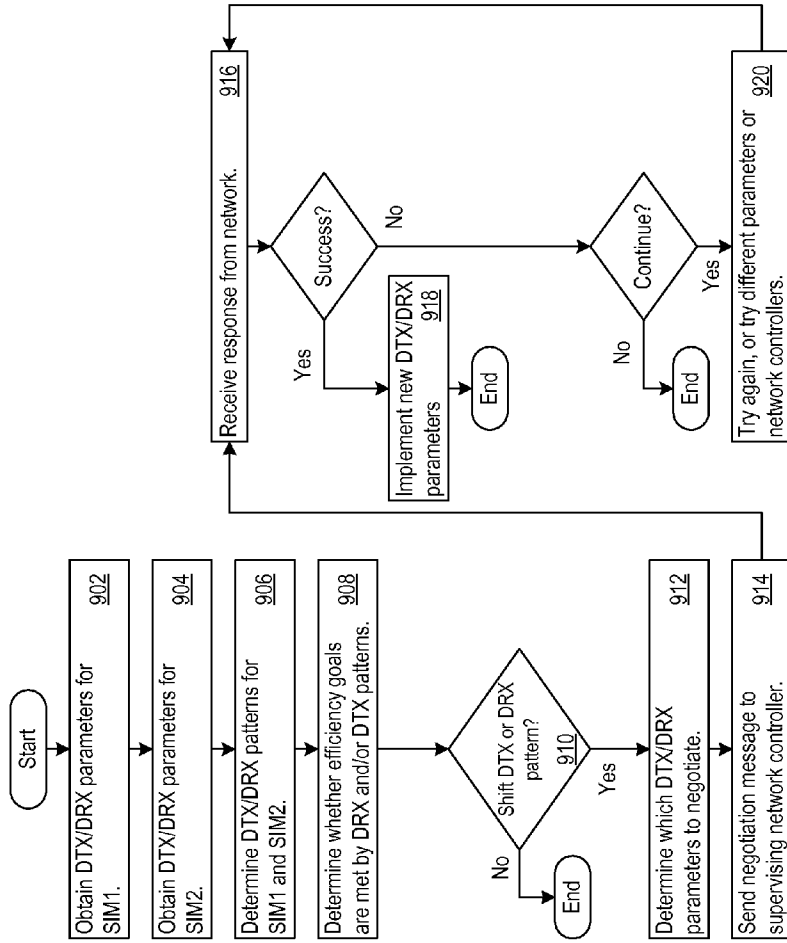 Start
Obtain DTX/DRX parameters for
SIM1.
902
Obtain DTX/DRX parameters for
SIM2.
904
Determine DTX/DRX patterns for
SIM1 and SIM2.
906
Determine whether efficiency goals
are met by DRX and/or DTX patterns.
908
Shift DTX or DRX
pattern?
910
No
End
Yes
Determine which DTX/DRX
parameters to negotiate.
912
Send negotiation message to
supervising network controller.
914
Receive response from network.
916
Success?
Yes
No
Implement new DTX/DRX
parameters
918
End
Continue?
No
Yes
End
Try again, or try different parameters or
network controllers.
920